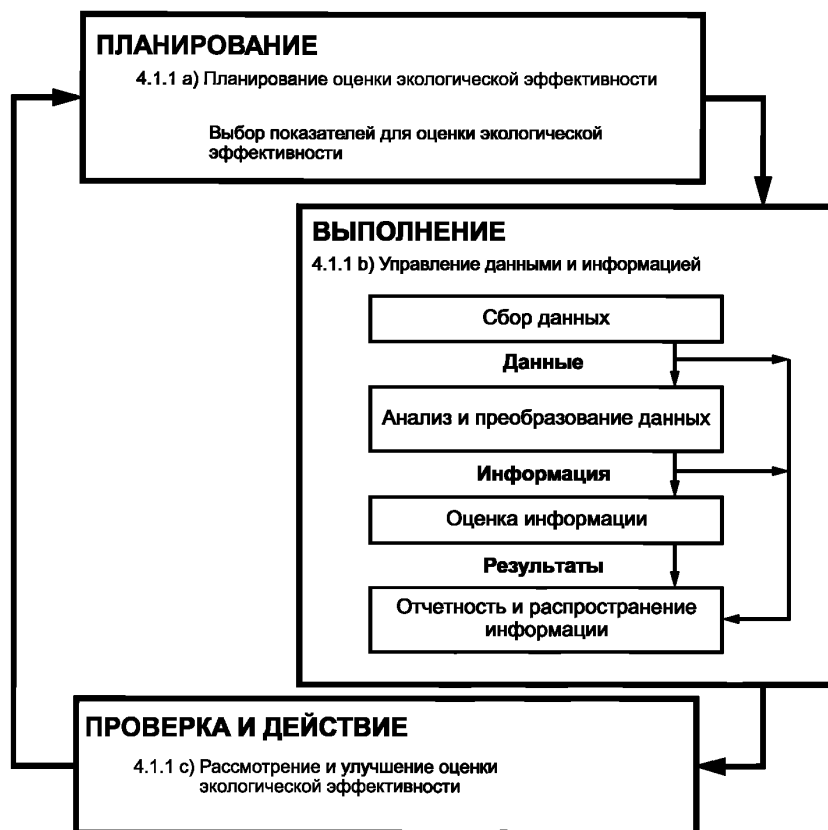 ПЛАНИРОВАНИЕ
4.1.1 a) Планирование оценки экологической эффективности
Выбор показателей для оценки экологической
эффективности
ВЫПОЛНЕНИЕ
4.1.1 b) Управление данными и информацией
Сбор данных
Данные
Анализ и преобразование данных
Информация
Оценка информации
Результаты
Отчетность и распространение
информации
ПРОВЕРКА И ДЕЙСТВИЕ
4.1.1 c) Рассмотрение и улучшение оценки
экологической эффективности